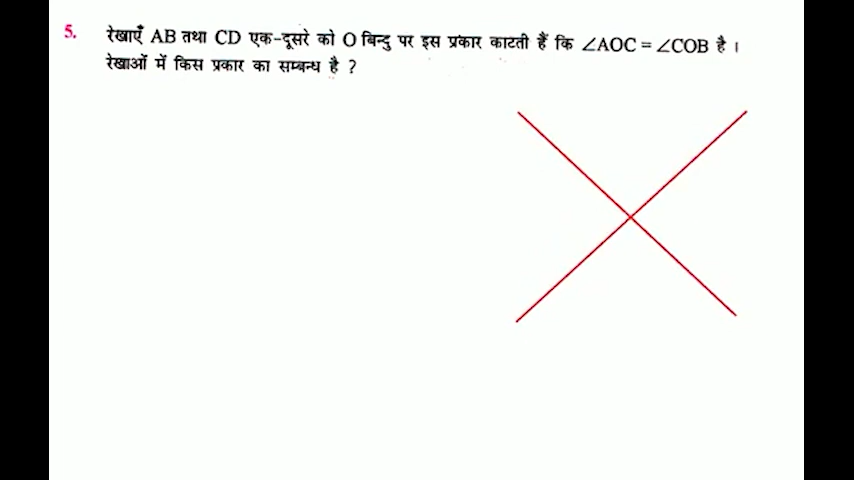 5. रेखाएँ AB तथा CD एक-दूसरे को O बिन्दु पर इस प्रकार काटती हैं कि ∠AOC = ∠COB है ।
रेखाओं में किस प्रकार का सम्बन्ध है ?